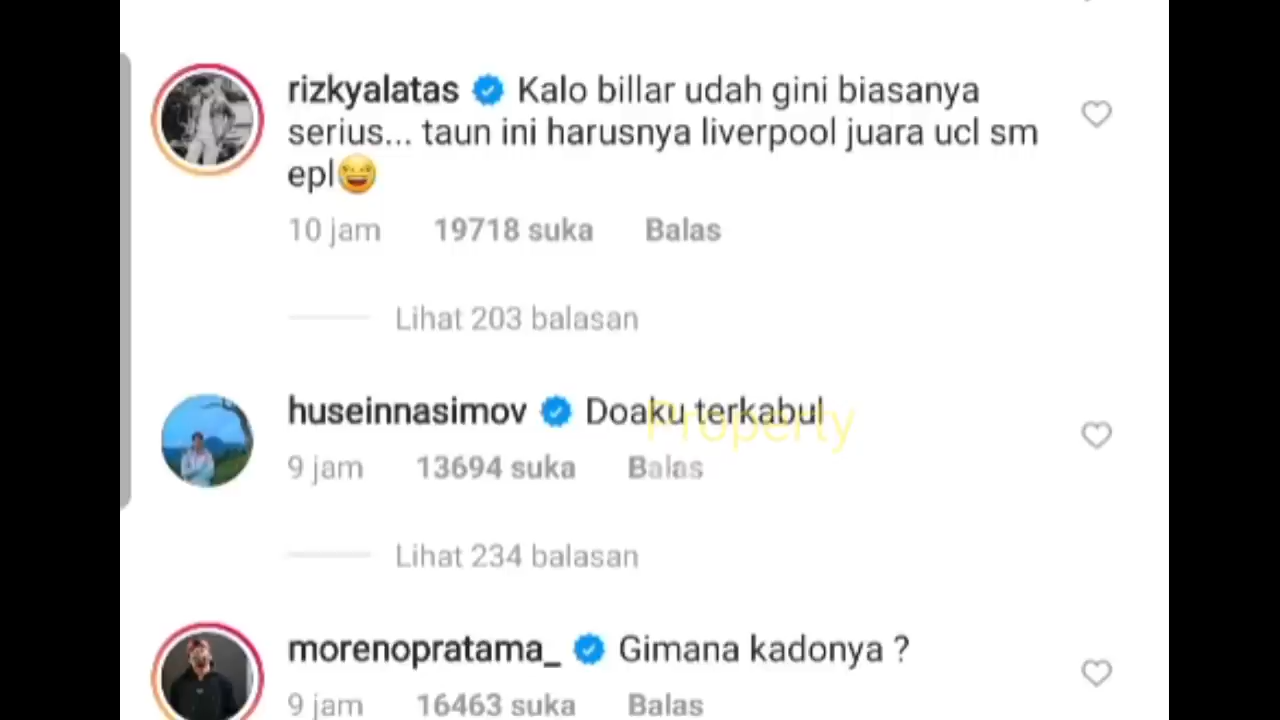 rizkyalatas Kalo billar udah gini biasanya
serius... taun ini harusnya liverpool juara ucl sm
epl😆
10 jam 19718 suka Balas
Lihat 203 balasan
huseinnasimov Doaku terkabul
Property
9 jam 13694 suka Balas
Lihat 234 balasan
morenopratama_ Gimana kadonya ?
9 jam 16463 suka Balas